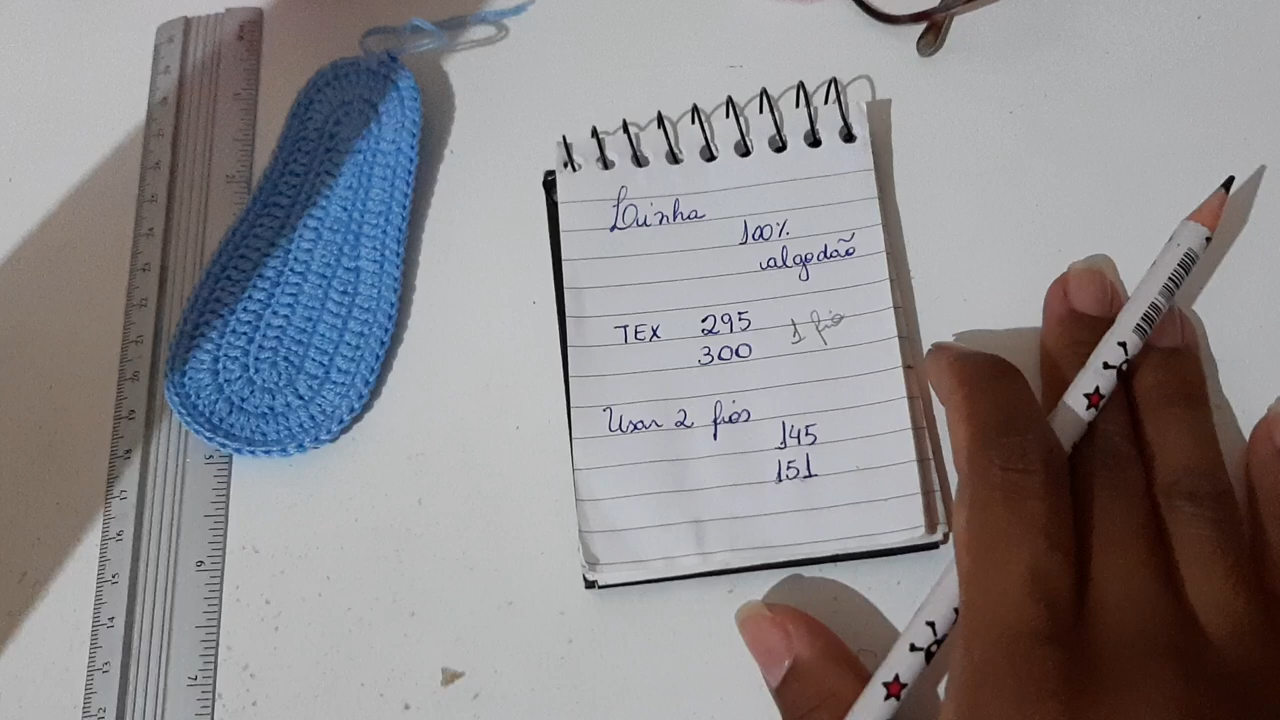 Linha
100%
algodão
TEX 295 1 fio
300
Usar 2 fios
145
151